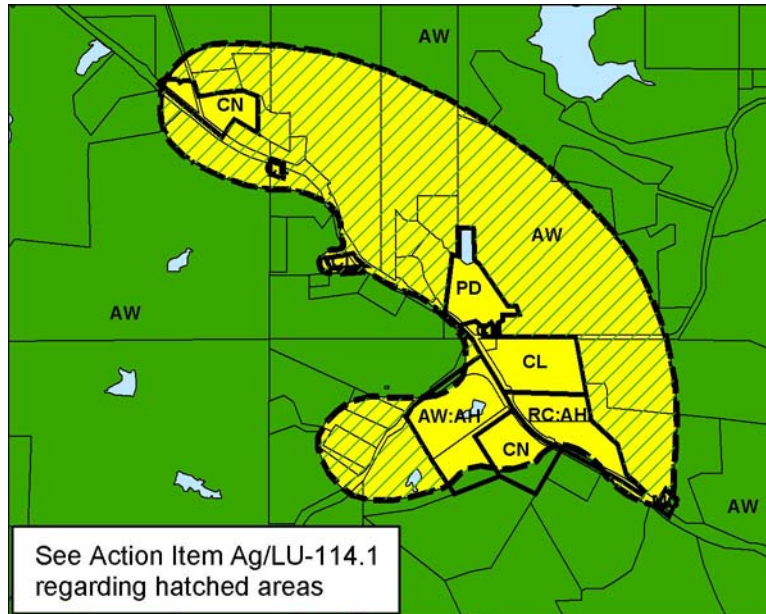 AW
CN
AW
PD
AW
CL
AW:AH
RC:AH
CN
AW
See Action Item Ag/LU-114.1
regarding hatched areas